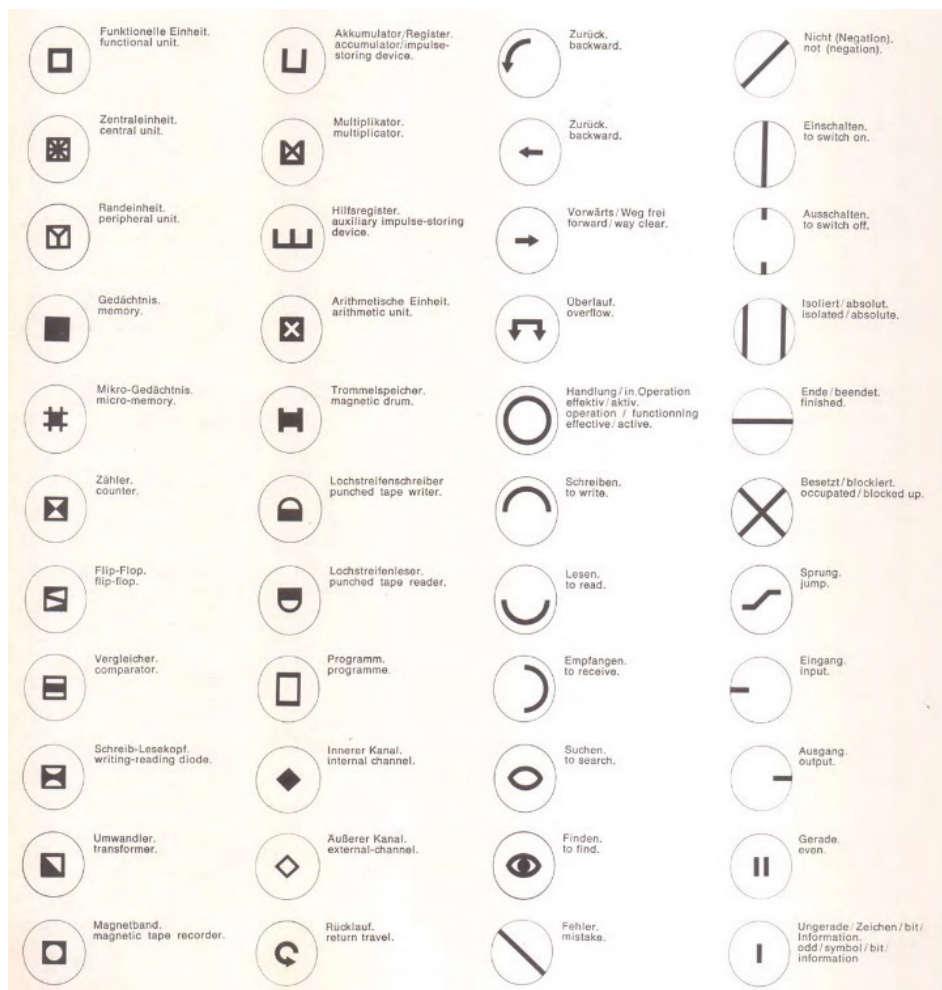 Funktionelle Einheit.
functional unit.
Zentraleinheit.
central unit.
Randeinheit.
peripheral unit.
Gedächtnis.
memory.
Mikro-Gedächtnis.
micro-memory.
Zähler.
counter.
Flip-Flop.
flip-flop.
Vergleicher.
comparator.
Schreib-Lesekopf.
writing-reading diode.
Umwandler.
transformer.
Magnetband.
magnetic tape recorder.
Akkumulator/Register.
accumulator/impulse-
storing device.
Multiplikator.
multiplicator.
Hilfsregister.
auxiliary impulse-storing
device.
Arithmetische Einheit.
arithmetic unit.
Trommelspeicher.
magnetic drum.
Lochstreifenschreiber
punched tape writer.
Lochstreifenleser.
punched tape reader.
Programm.
programme.
Innerer Kanal.
internal channel.
Äußerer Kanal.
external-channel.
Rücklauf.
return travel.
Zurück.
backward.
Zurück.
backward.
Vorwärts/Weg frei
forward/way clear.
Überlauf.
overflow.
Handlung/in Operation
effektiv/aktiv.
operation / functionning
effective/active.
Schreiben.
to write.
Lesen.
to read.
Empfangen.
to receive.
Suchen.
to search.
Finden.
to find.
Fehler.
mistake.
Nicht (Negation).
not (negation).
Einschalten.
to switch on.
Ausschalten.
to switch off.
Isoliert/absolut.
isolated/absolute.
Ende/beendet.
finished.
Besetzt/blockiert.
occupated/blocked up.
Sprung.
jump.
Eingang.
input.
Ausgang.
output.
Gerade.
even.
Ungerade/Zeichen/bit/
Information.
odd/symbol/bit/
information